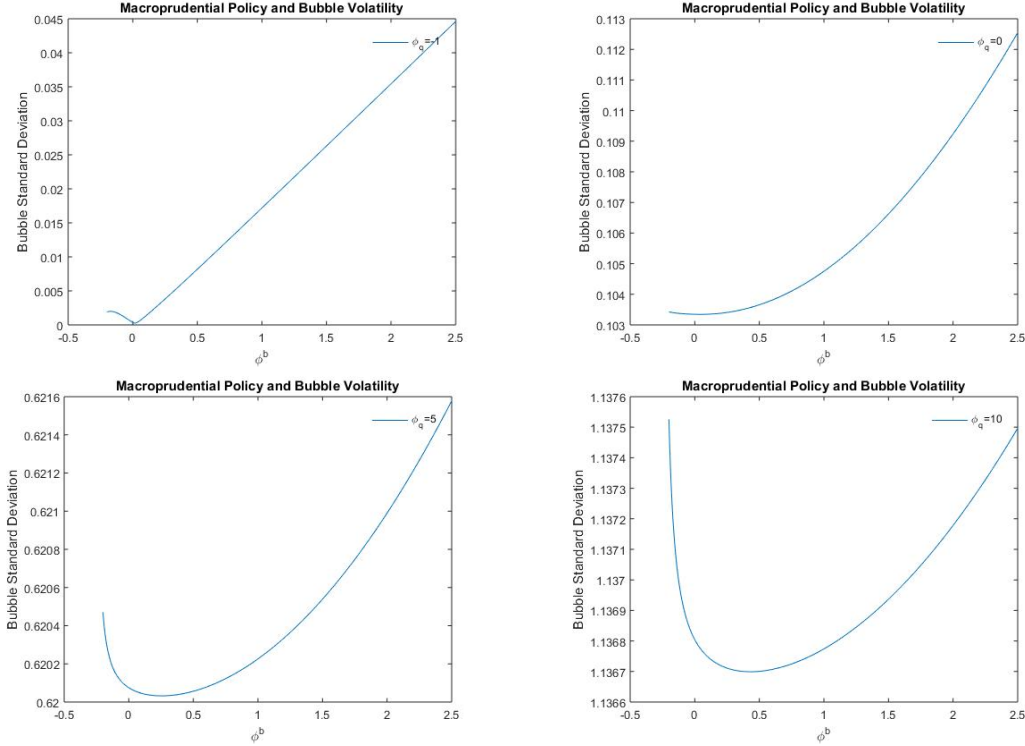 Macroprudential Policy and Bubble Volatility
0.045
0.04
0.035
0.03
0.025
0.02
0.015
0.01
0.005
0
Bubble Standard Deviation
ϕq=-1
-0.5 0 0.5 1 1.5 2 2.5
ϕb
Macroprudential Policy and Bubble Volatility
0.113
0.112
0.111
0.11
0.109
0.108
0.107
0.106
0.105
0.104
0.103
Bubble Standard Deviation
ϕq=0
-0.5 0 0.5 1 1.5 2 2.5
ϕb
Macroprudential Policy and Bubble Volatility
0.6216
0.6214
0.6212
0.621
0.6208
0.6206
0.6204
0.6202
0.62
Bubble Standard Deviation
ϕq=5
-0.5 0 0.5 1 1.5 2 2.5
ϕb
Macroprudential Policy and Bubble Volatility
1.1376
1.1375
1.1374
1.1373
1.1372
1.1371
1.137
1.1369
1.1368
1.1367
1.1366
Bubble Standard Deviation
ϕq=10
-0.5 0 0.5 1 1.5 2 2.5
ϕb